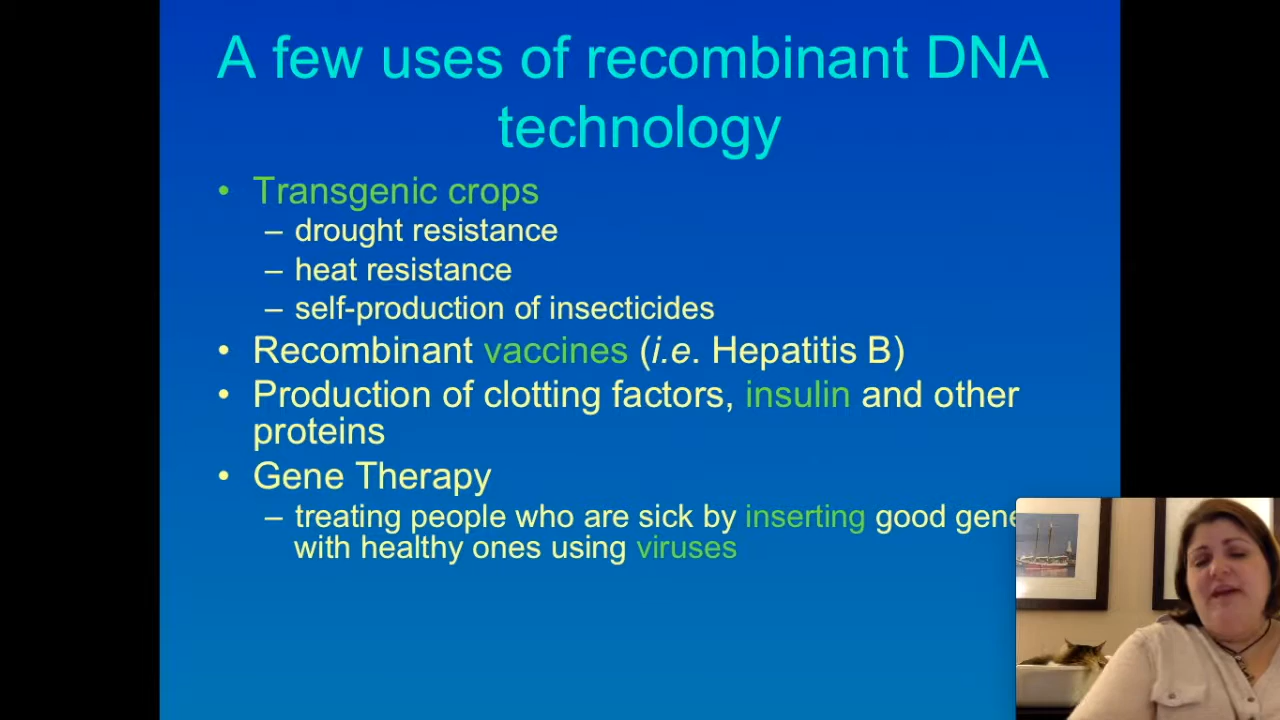 A few uses of recombinant DNA
technology
• Transgenic crops
– drought resistance
– heat resistance
– self-production of insecticides
• Recombinant vaccines (i.e. Hepatitis B)
• Production of clotting factors, insulin and other
proteins
• Gene Therapy
– treating people who are sick by inserting good gene
with healthy ones using viruses